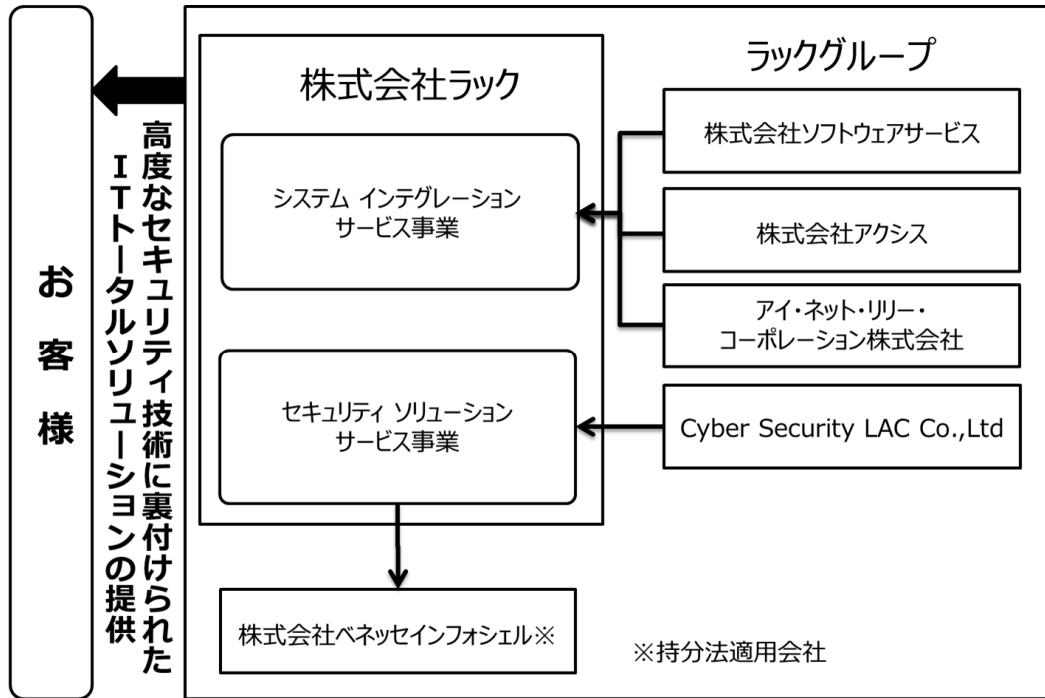 お客様
高度なセキュリティ技術に裏付けられた
ITトータルソリューションの提供
株式会社ラック
システム インテグレーション
サービス事業
セキュリティ ソリューション
サービス事業
株式会社ベネッセインフォシェル※
ラックグループ
株式会社ソフトウェアサービス
株式会社アクシス
アイ・ネット・リリー・
コーポレーション株式会社
Cyber Security LAC Co.,Ltd
※持分法適用会社